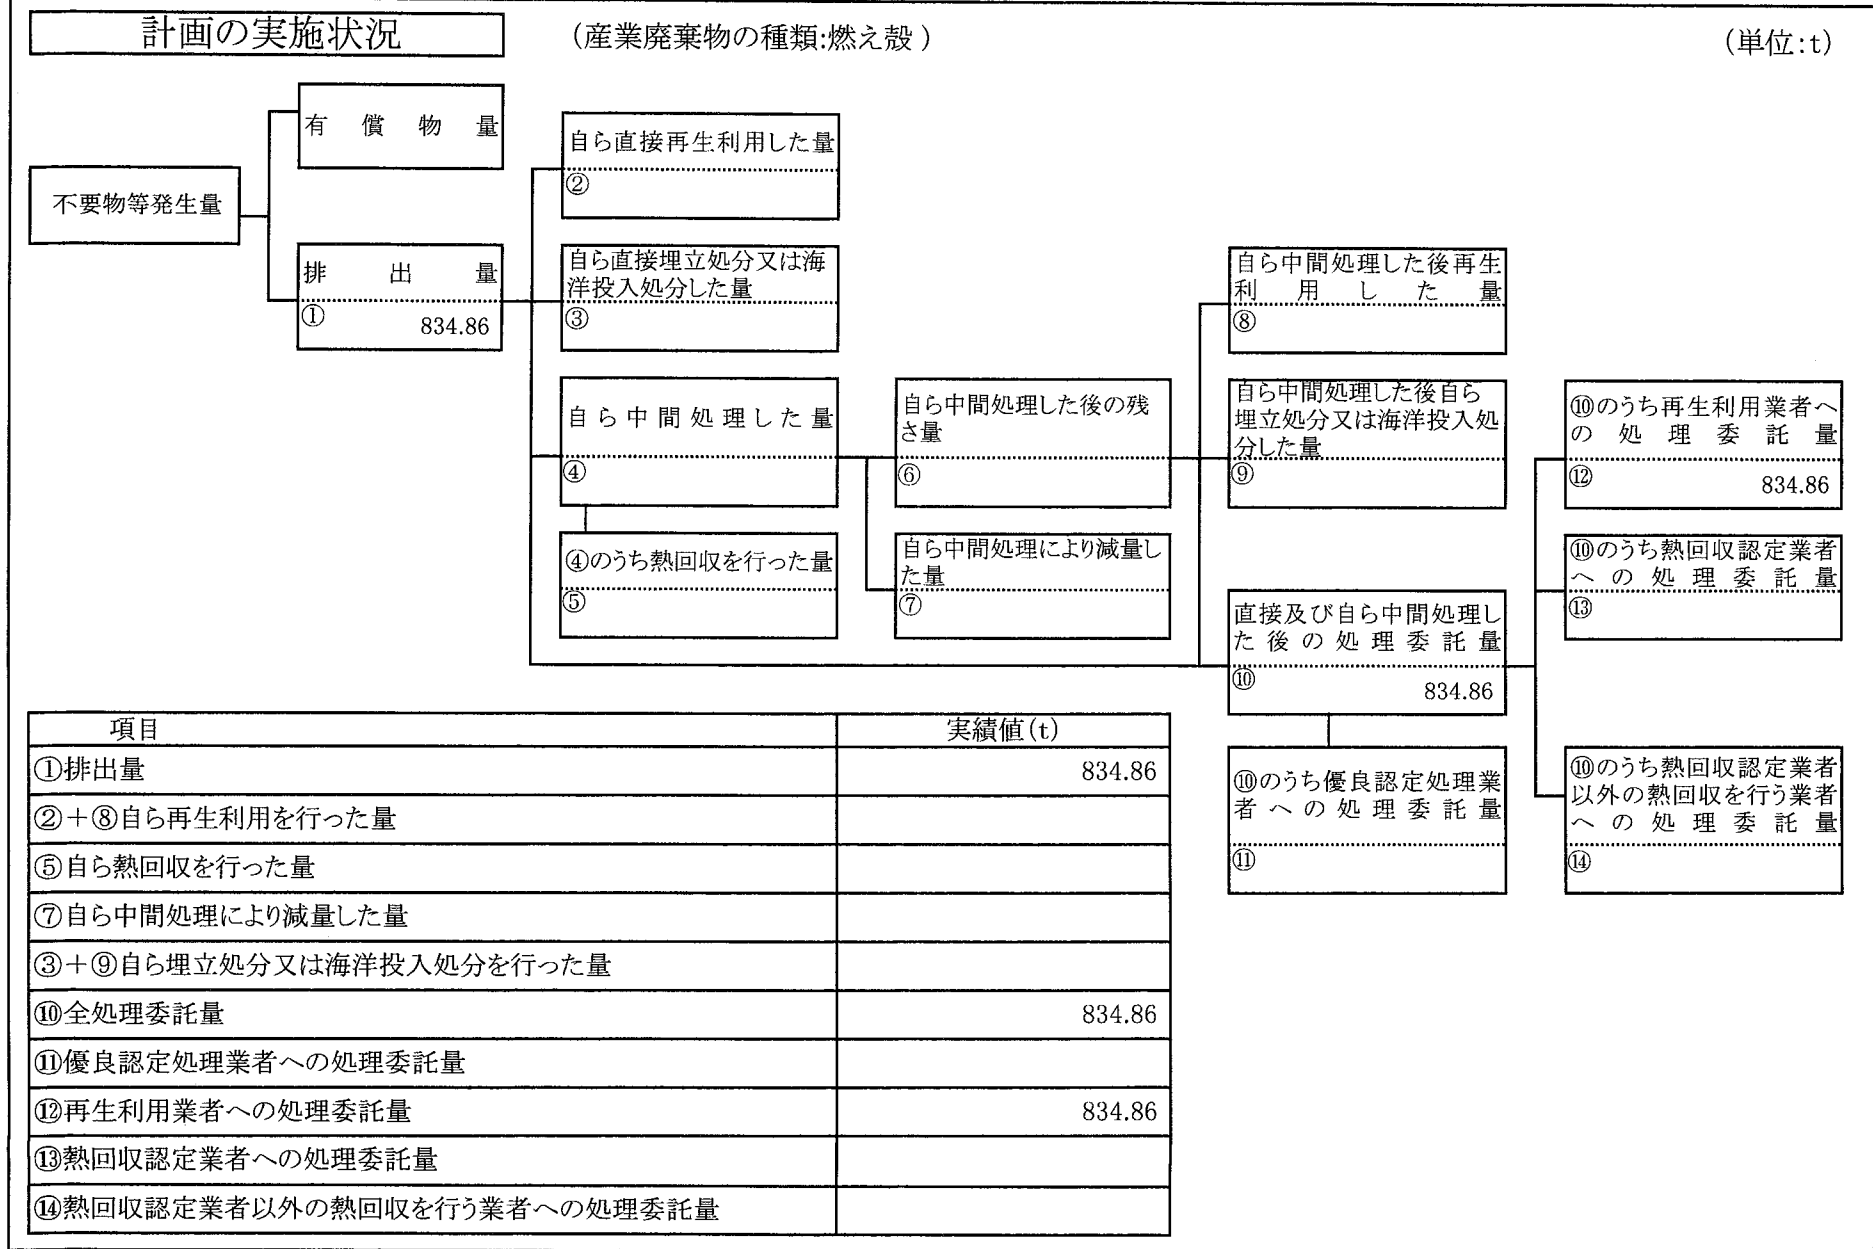 計画の実施状況
(産業廃棄物の種類:燃え殻 )
(単位:t)
有償物量
不要物等発生量
排出量
①
834.86
自ら直接再生利用した量
②
自ら直接埋立処分又は海
洋投入処分した量
③
自ら中間処理した量
④
④のうち熱回収を行った量
⑤
自ら中間処理した後の残
さ量
⑥
自ら中間処理により減量し
た量
⑦
自ら中間処理した後再生
利用した量
⑧
自ら中間処理した後自ら
埋立処分又は海洋投入処
分した量
⑨
直接及び自ら中間処理し
た後の処理委託量
⑩
834.86
⑩のうち優良認定処理業
者への処理委託量
⑪
⑩のうち再生利用業者へ
の処理委託量
⑫
834.86
⑩のうち熱回収認定業者
への処理委託量
⑬
⑩のうち熱回収認定業者
以外の熱回収を行う業者
への処理委託量
⑭
項目 実績値(t)
①排出量 834.86
②+⑧自ら再生利用を行った量
⑤自ら熱回収を行った量
⑦自ら中間処理により減量した量
③+⑨自ら埋立処分又は海洋投入処分を行った量
⑩全処理委託量 834.86
⑪優良認定処理業者への処理委託量
⑫再生利用業者への処理委託量 834.86
⑬熱回収認定業者への処理委託量
⑭熱回収認定業者以外の熱回収を行う業者への処理委託量